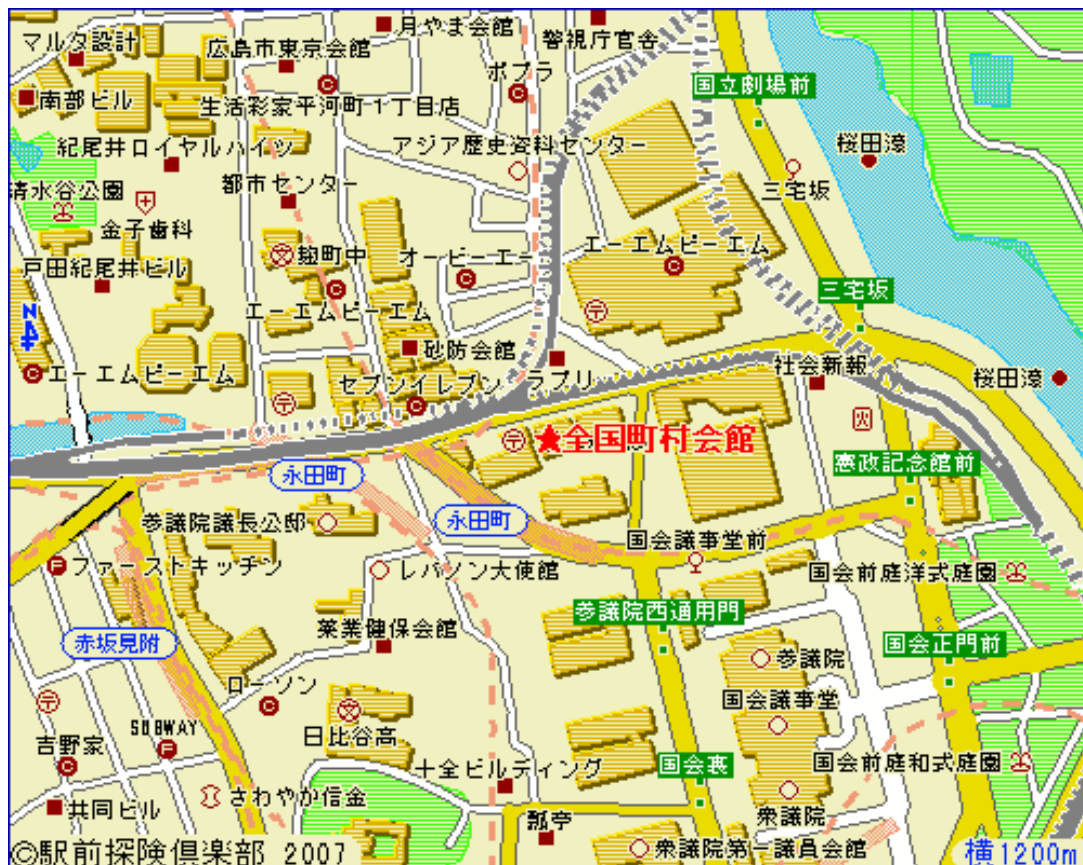 月やま会館
マルタ設計
広島市東京会館
警視庁官舎
ポプラ
国立劇場前
南部ビル
生活彩家平河町1丁目店
紀尾井ロイヤルハイツ
アジア歴史資料センター
桜田濠
三宅坂
清水谷公園
都市センター
金子歯科
麹町中
オービーエー
エーエムピーエム
戸田紀尾井ビル
三宅坂
エーエムピーエム
N
砂防会館
社会新報
エーエムピーエム
セブンイレブン
ラプリ
桜田濠
★全国町村会館
憲政記念館前
永田町
永田町
参議院議長公邸
国会議事堂前
ファーストキッチン
レバノン大使館
国会前庭洋式庭園
参議院西通用門
薬業健保会館
赤坂見附
国会正門前
参議院
ローソン
国会議事堂
SUBWAY
日比谷高
吉野家
国会裏
国会前庭和式庭園
十全ビルディング
さわやか信金
共同ビル
瓢亭
衆議院
©駅前探険倶楽部 2007
衆議院第一議員会館
横1200m